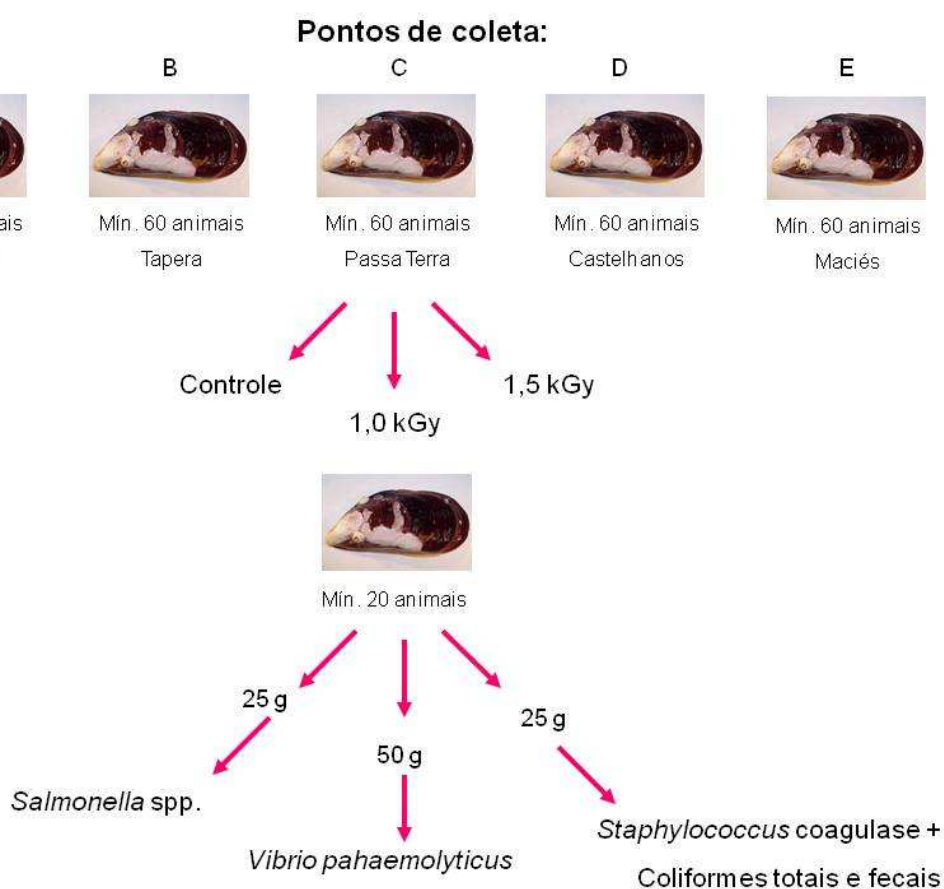 Pontos de coleta:
B C D E
Mín. 60 animais Mín. 60 animais Mín. 60 animais Mín. 60 animais
Tapera Passa Terra Castelhanos Maciés
Controle 1,0 kGy 1,5 kGy
Mín. 20 animais
25 g 50 g 25 g
Salmonella spp.
Vibrio pahaemolyticus
Staphylococcus coagulase +
Coliformes totais e fecais